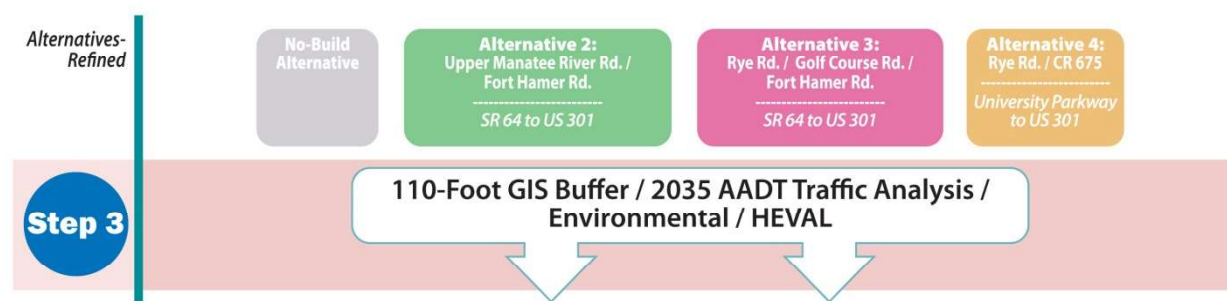 Alternatives-
Refined
No-Build
Alternative
Alternative 2:
Upper Manatee River Rd. /
Fort Hamer Rd.
-------------------------
SR 64 to US 301
Alternative 3:
Rye Rd. / Golf Course Rd. /
Fort Hamer Rd.
-------------------------
SR 64 to US 301
Alternative 4:
Rye Rd. / CR 675
-------------------------
University Parkway
to US 301
Step 3
110-Foot GIS Buffer / 2035 AADT Traffic Analysis /
Environmental / HEVAL